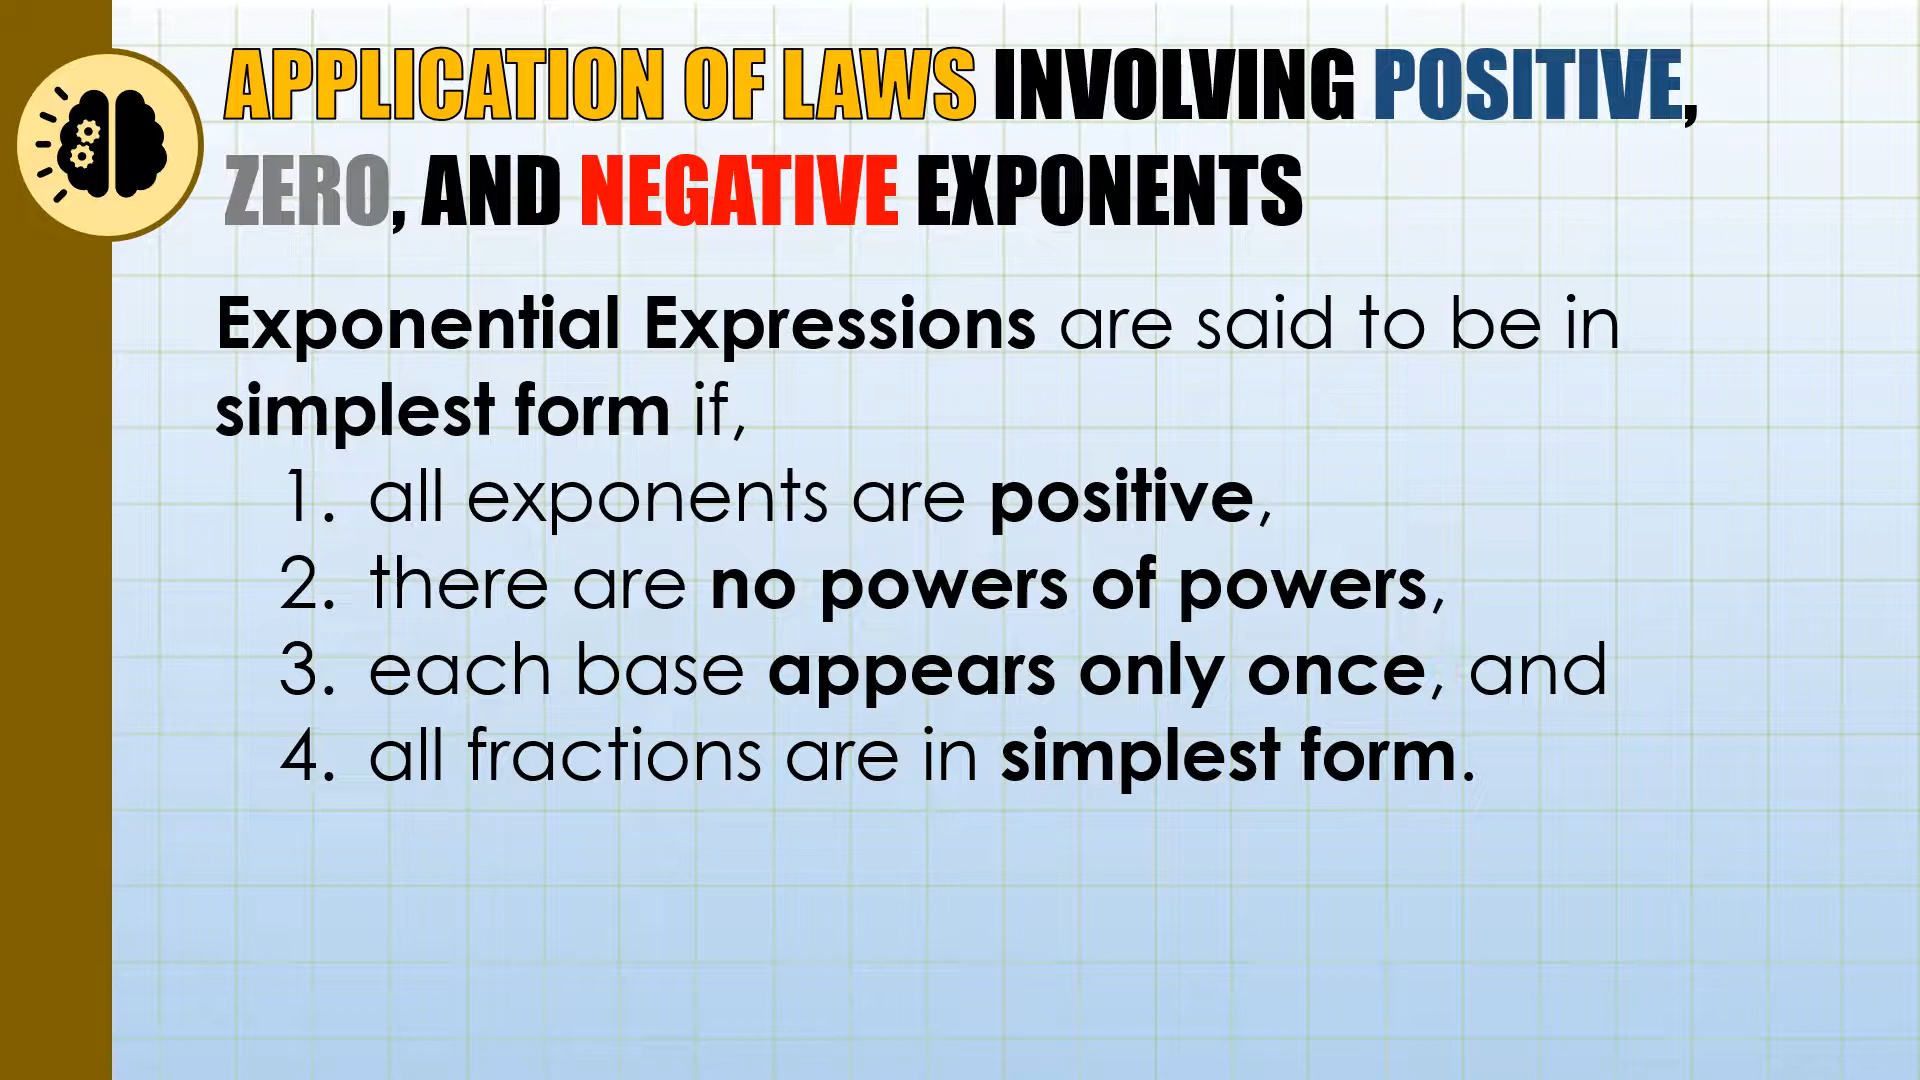 APPLICATION OF LAWS INVOLVING POSITIVE,
ZERO, AND NEGATIVE EXPONENTS
Exponential Expressions are said to be in
simplest form if,
1. all exponents are positive,
2. there are no powers of powers,
3. each base appears only once, and
4. all fractions are in simplest form.